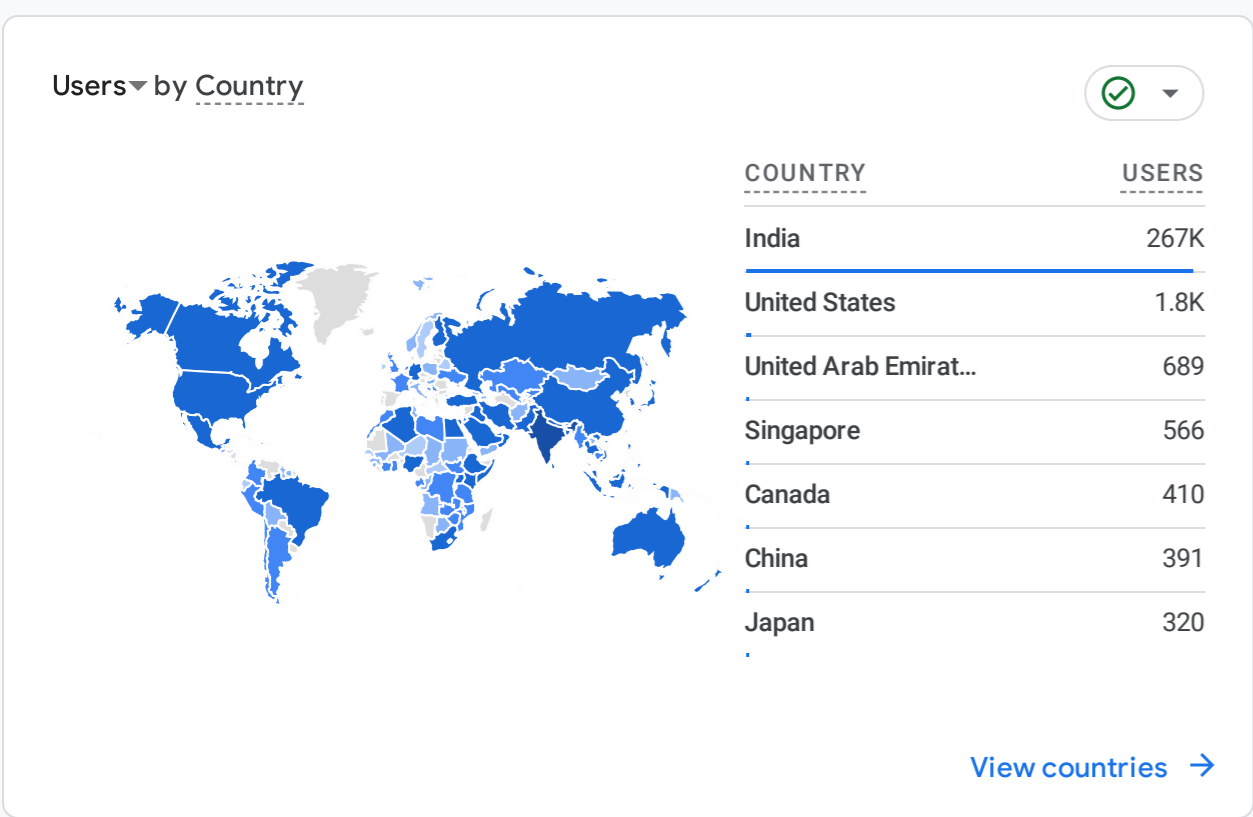 Users by Country
COUNTRY USERS
India 267K
United States 1.8K
United Arab Emirat... 689
Singapore 566
Canada 410
China 391
Japan 320
View countries